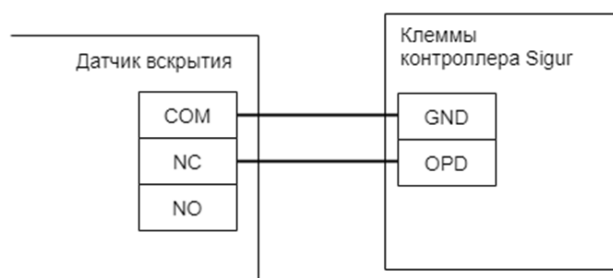 Датчик вскрытия
COM
NC
NO
Клеммы
контроллера Sigur
GND
OPD